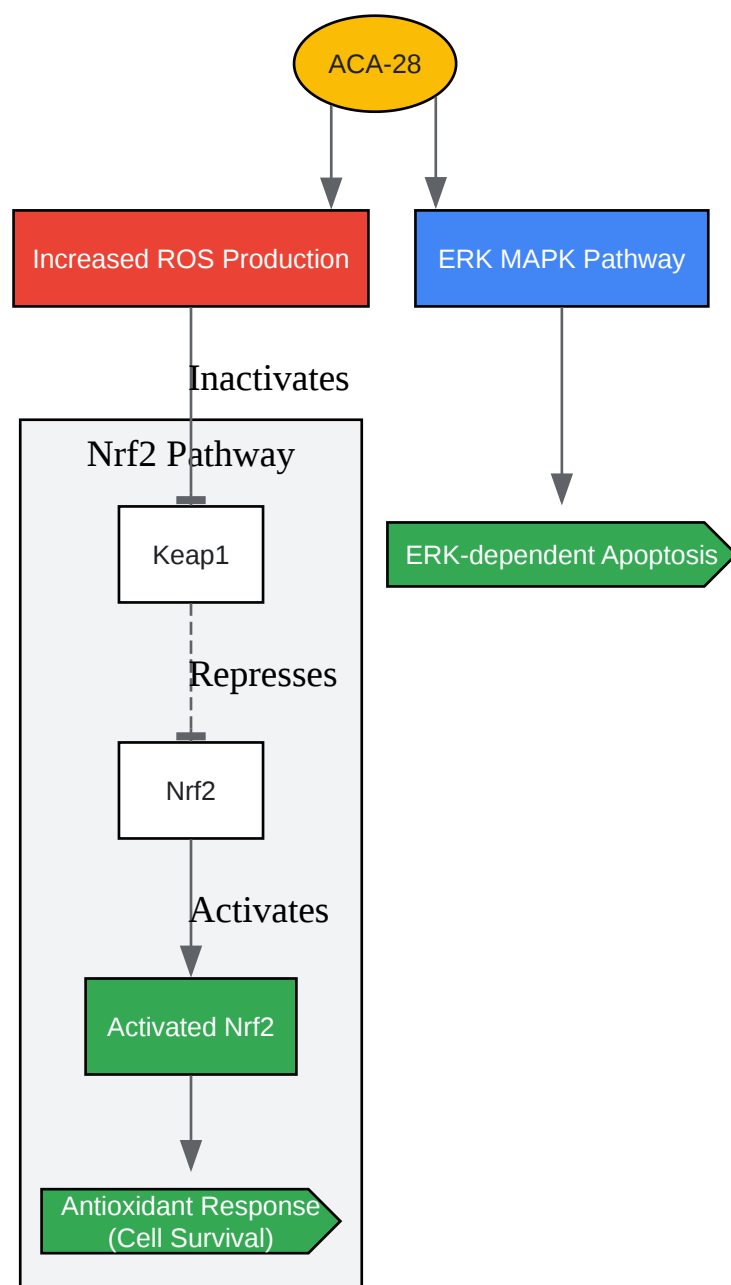 ACA-28
Increased ROS Production
ERK MAPK Pathway
Inactivates
Nrf2 Pathway
Keap1
ERK-dependent Apoptosis
Represses
Nrf2
Activates
Activated Nrf2
Antioxidant Response
(Cell Survival)